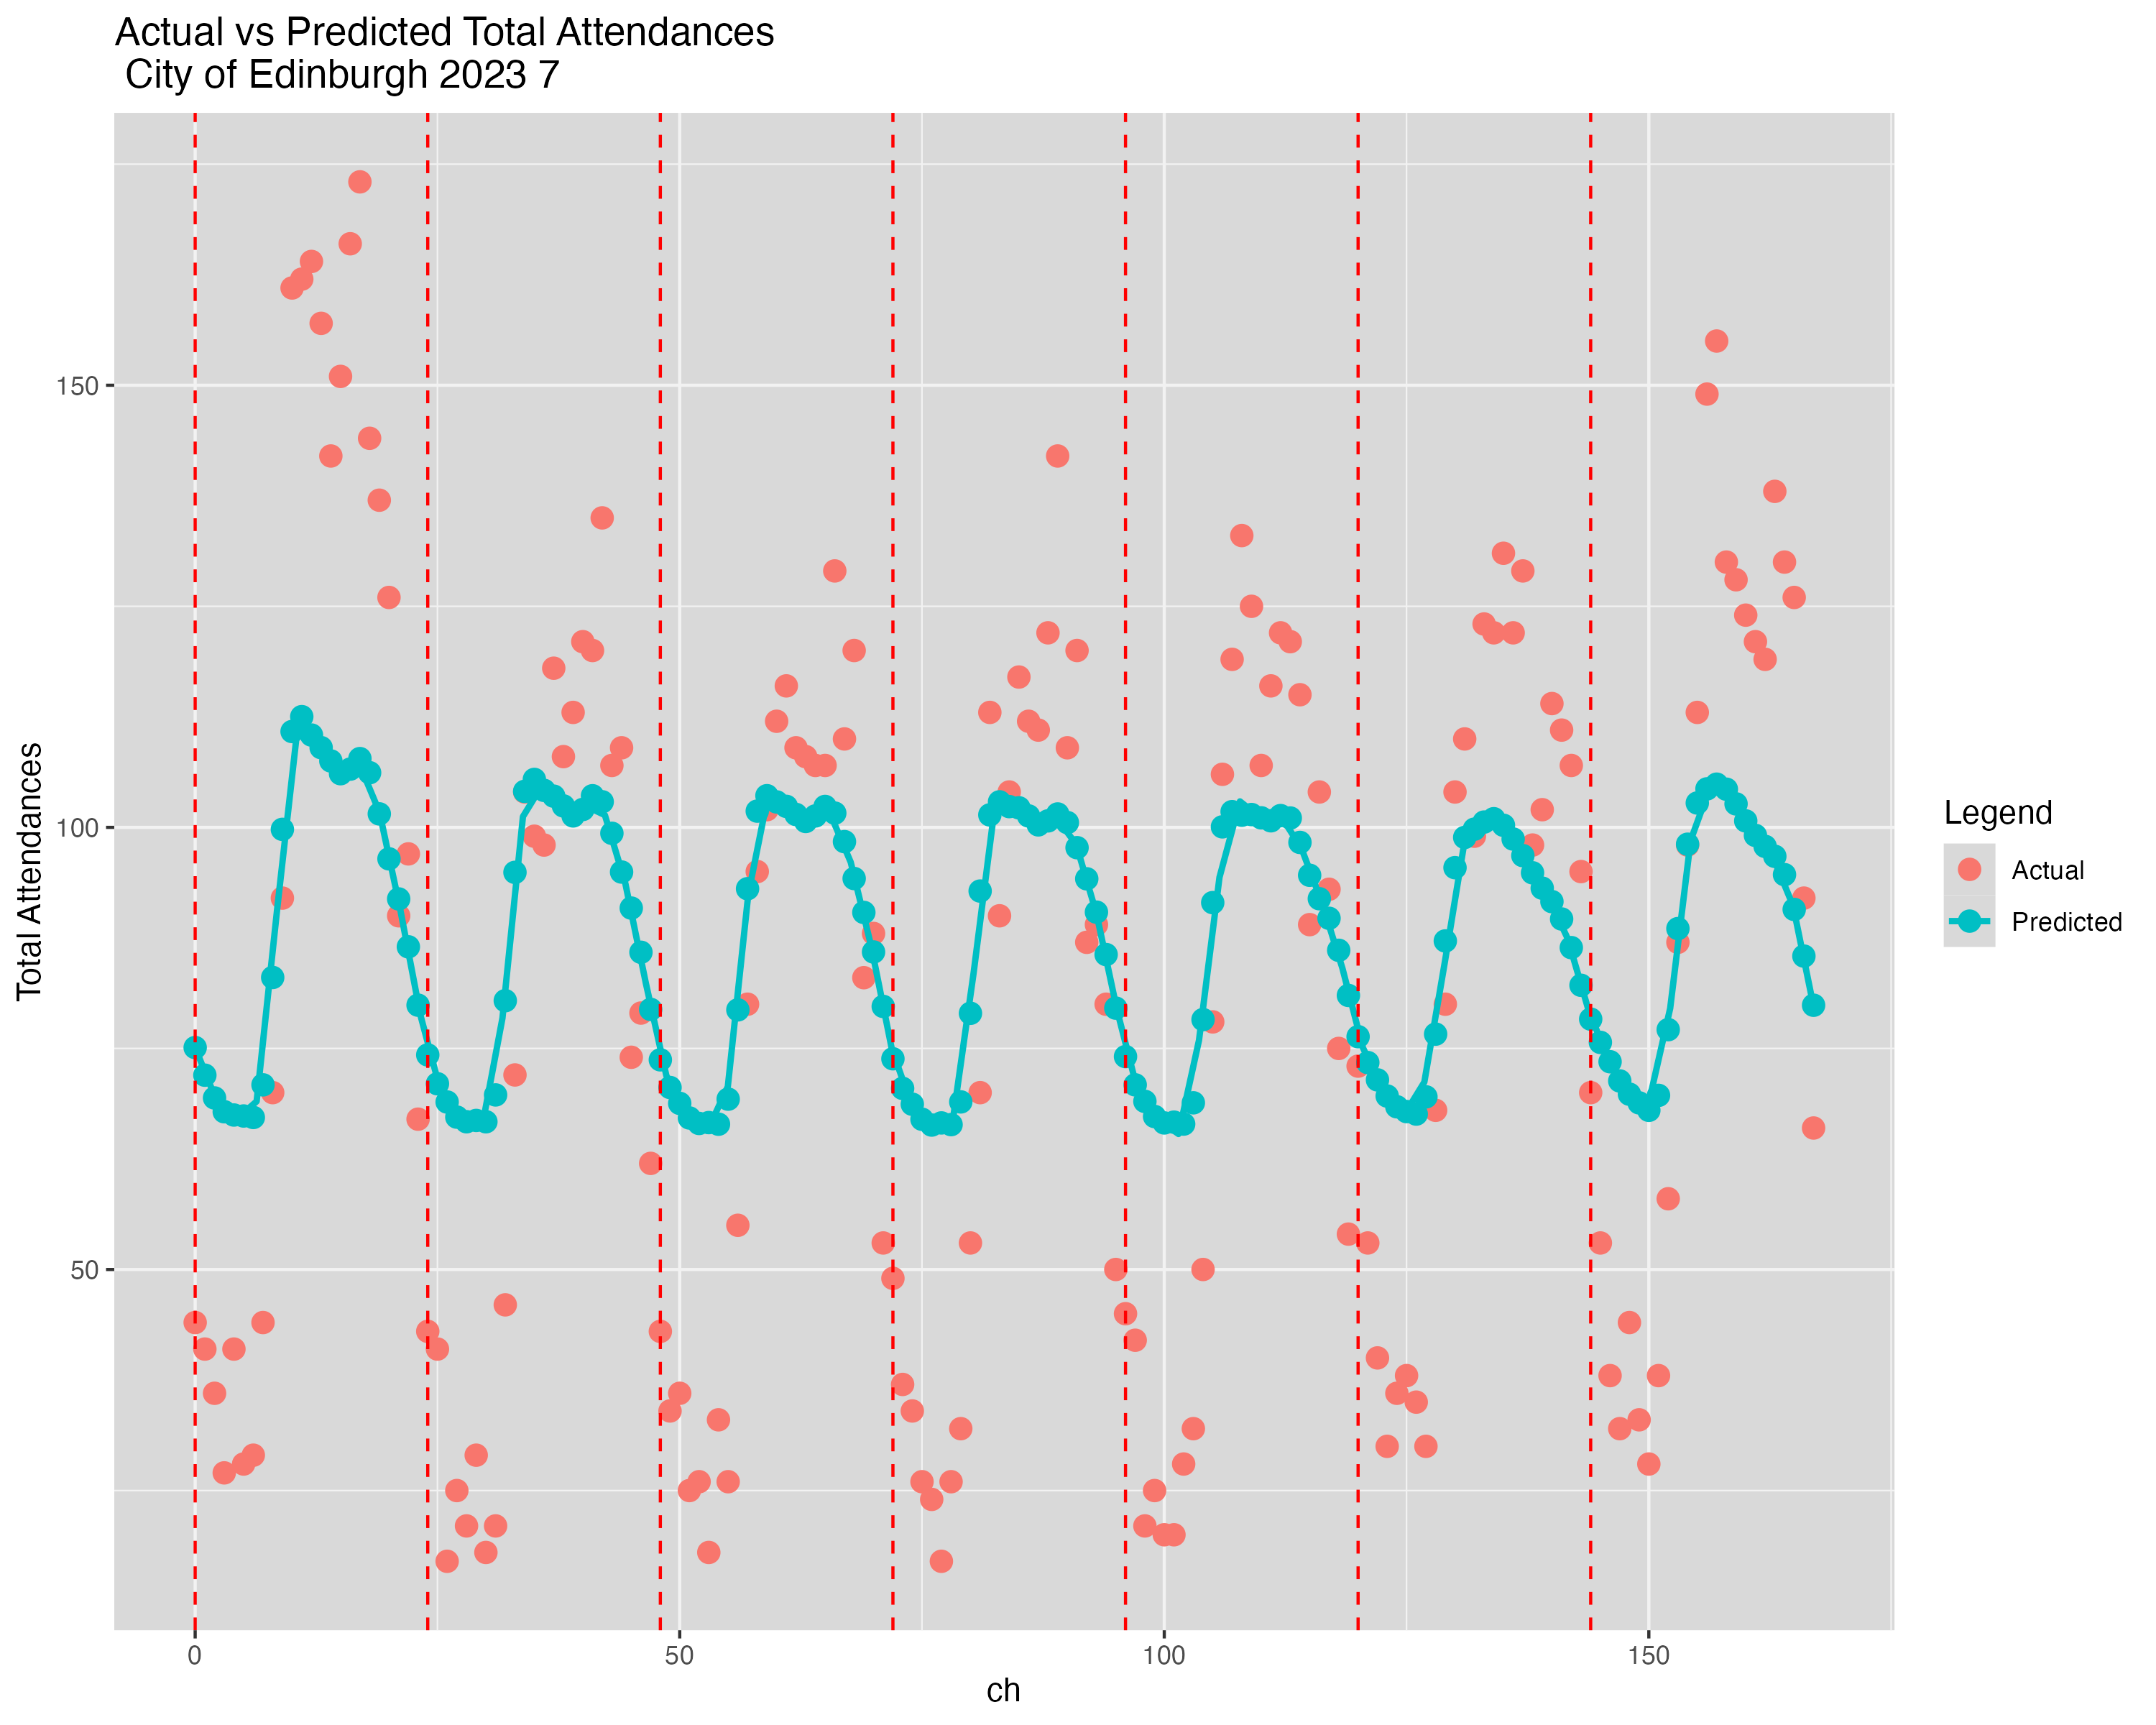 Actual vs Predicted Total Attendances
City of Edinburgh 2023 7
Total Attendances
150
100
50
0
50
100
150
ch
Legend
Actual
Predicted